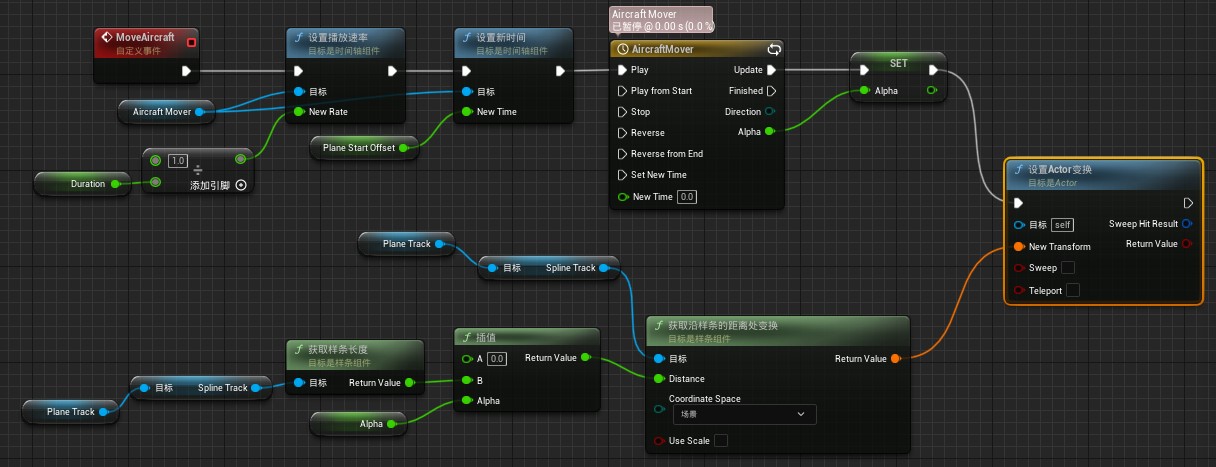 MoveAircraft
自定义事件
设置播放速率
目标是时间轴组件
目标
New Rate
设置新时间
目标是时间轴组件
目标
New Time
Aircraft Mover
已暂停 @ 0.00 s (0.0 %)
AircraftMover
Play
Play from Start
Stop
Reverse
Reverse from End
Set New Time
New Time 0.0
Update
Finished
Direction
Alpha
SET
Alpha
Aircraft Mover
Plane Start Offset
1.0
添加引脚
Duration
设置Actor变换
目标是Actor
目标 self
New Transform
Sweep
Teleport
Sweep Hit Result
Return Value
Plane Track
目标 Spline Track
获取沿样条的距离处变换
目标是样条组件
目标
Return Value
Distance
Coordinate Space
场景
Use Scale
插值
A 0.0
Return Value
B
Alpha
获取样条长度
目标是样条组件
目标 Return Value
目标 Spline Track
Plane Track
Alpha